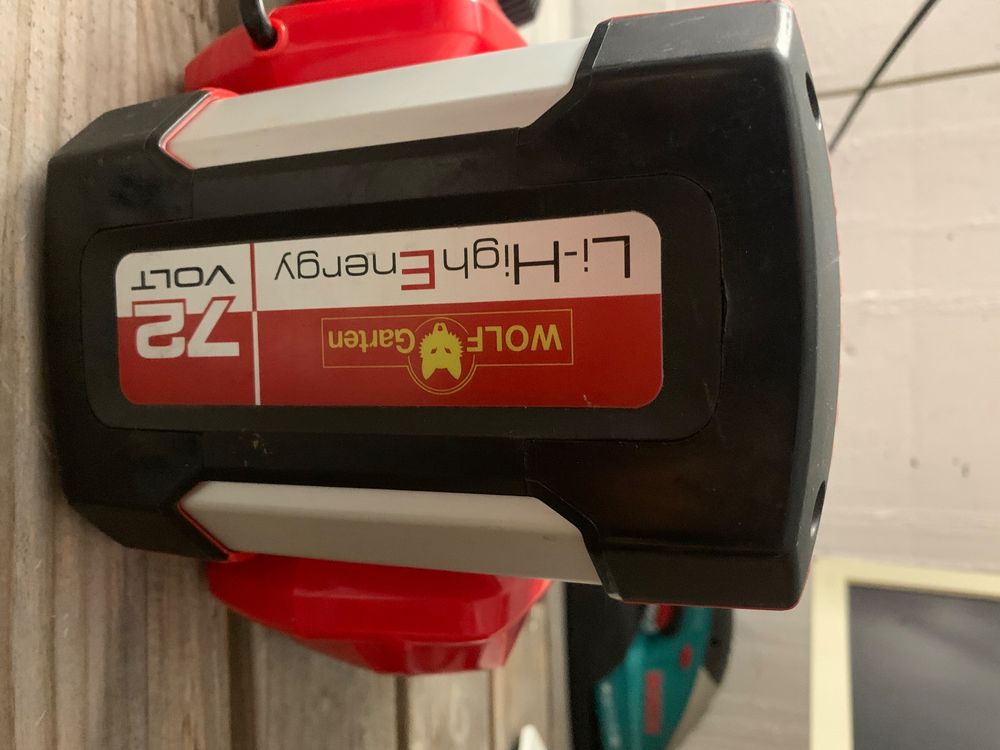 WOLF Garten
Li-HighEnergy
72
VOLT